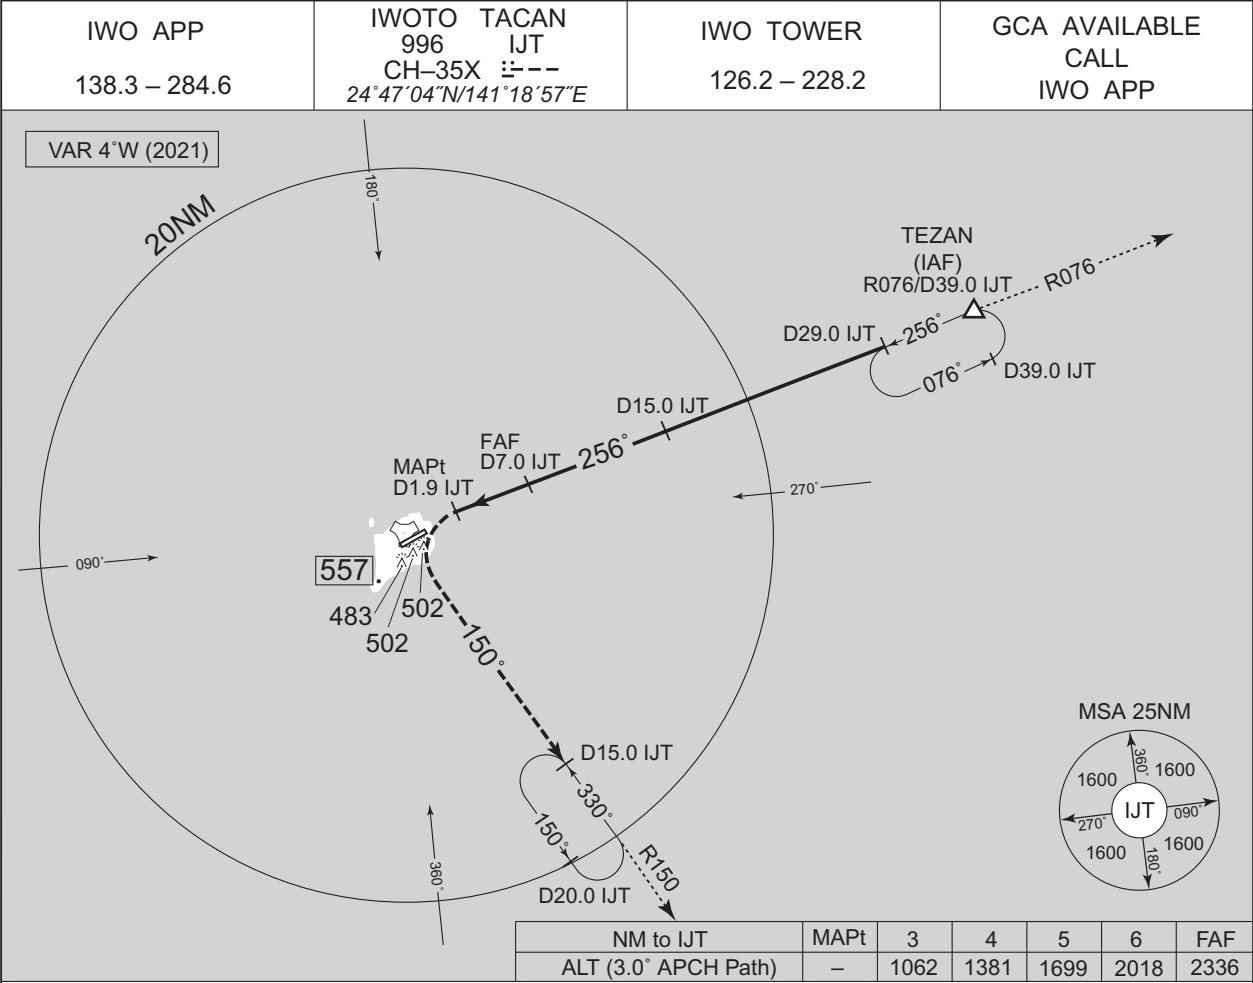 IWO APP
138.3 – 284.6
IWOTO TACAN
996 IJT
CH–35X
24˚47´04˝N/141˚18´57˝E
IWO TOWER
126.2 – 228.2
GCA AVAILABLE
CALL
IWO APP
VAR 4˚W (2021)
20NM
180˚
TEZAN
(IAF)
R076/D39.0 IJT
R076
D29.0 IJT
256˚
076˚
D39.0 IJT
D15.0 IJT
FAF
D7.0 IJT
256˚
MAPt
D1.9 IJT
270˚
090˚
557
483
502
502
150˚
D15.0 IJT
330˚
150˚
R150
D20.0 IJT
360˚
MSA 25NM
360˚
1600
1600
IJT
270˚
090˚
1600
1600
180˚
NM to IJT MAPt 3 4 5 6 FAF
ALT (3.0˚ APCH Path) – 1062 1381 1699 2018 2336